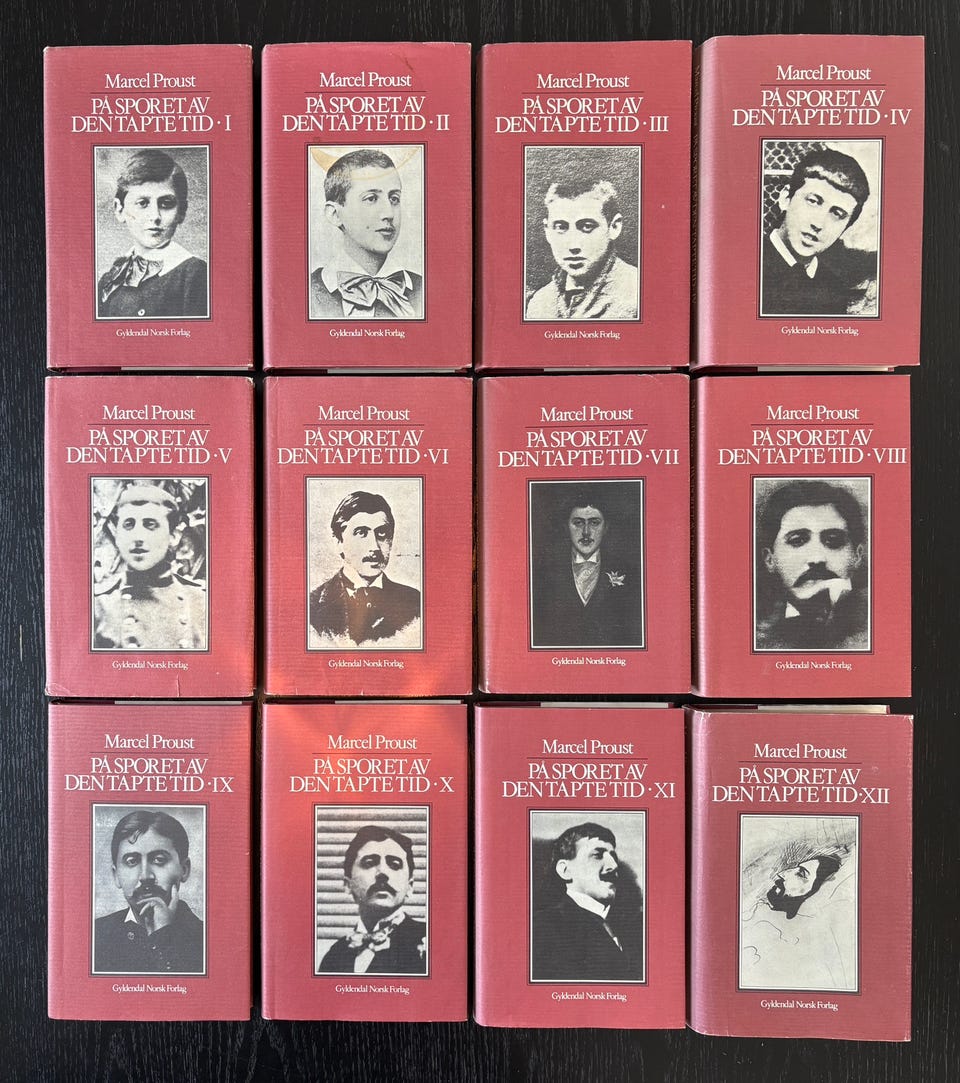 Marcel Proust
PÅ SPORET AV
DEN TAPTE TID · I
Gyldendal Norsk Forlag
Marcel Proust
PÅ SPORET AV
DEN TAPTE TID · II
Gyldendal Norsk Forlag
Marcel Proust
PÅ SPORET AV
DEN TAPTE TID · III
Gyldendal Norsk Forlag
Marcel Proust
PÅ SPORET AV
DEN TAPTE TID · IV
Gyldendal Norsk Forlag
Marcel Proust
PÅ SPORET AV
DEN TAPTE TID · V
Gyldendal Norsk Forlag
Marcel Proust
PÅ SPORET AV
DEN TAPTE TID · VI
Gyldendal Norsk Forlag
Marcel Proust
PÅ SPORET AV
DEN TAPTE TID · VII
Gyldendal Norsk Forlag
Marcel Proust
PÅ SPORET AV
DEN TAPTE TID · VIII
Gyldendal Norsk Forlag
Marcel Proust
PÅ SPORET AV
DEN TAPTE TID · IX
Gyldendal Norsk Forlag
Marcel Proust
PÅ SPORET AV
DEN TAPTE TID · X
Gyldendal Norsk Forlag
Marcel Proust
PÅ SPORET AV
DEN TAPTE TID · XI
Gyldendal Norsk Forlag
Marcel Proust
PÅ SPORET AV
DEN TAPTE TID · XII
Gyldendal Norsk Forlag